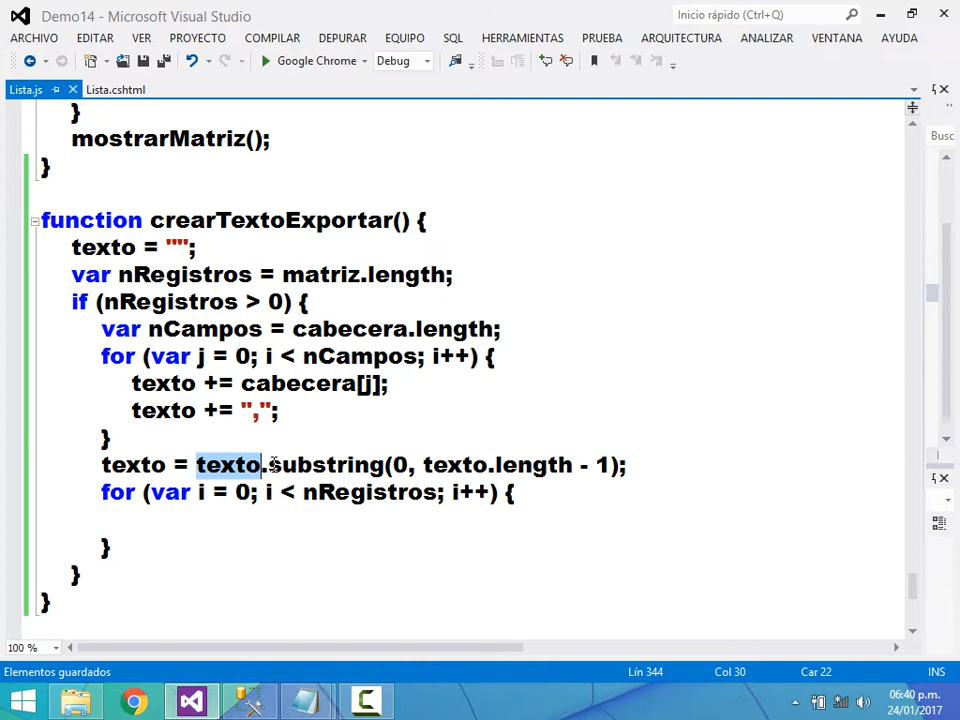 Demo14 - Microsoft Visual Studio
Inicio rápido (Ctrl+Q)
ARCHIVO EDITAR VER PROYECTO COMPILAR DEPURAR EQUIPO SQL HERRAMIENTAS PRUEBA ARQUITECTURA ANALIZAR VENTANA AYUDA
Google Chrome Debug
Lista.js Lista.cshtml
Busc
}
mostrarMatriz();
}
function crearTextoExportar() {
texto = "";
var nRegistros = matriz.length;
if (nRegistros > 0) {
var nCampos = cabecera.length;
for (var j = 0; i < nCampos; i++) {
texto += cabecera[j];
texto += ",";
}
texto = texto.substring(0, texto.length - 1);
for (var i = 0; i < nRegistros; i++) {
}
}
}
100 %
Elementos guardados Lín 344 Col 30 Car 22 INS
06:40 p.m.
24/01/2017